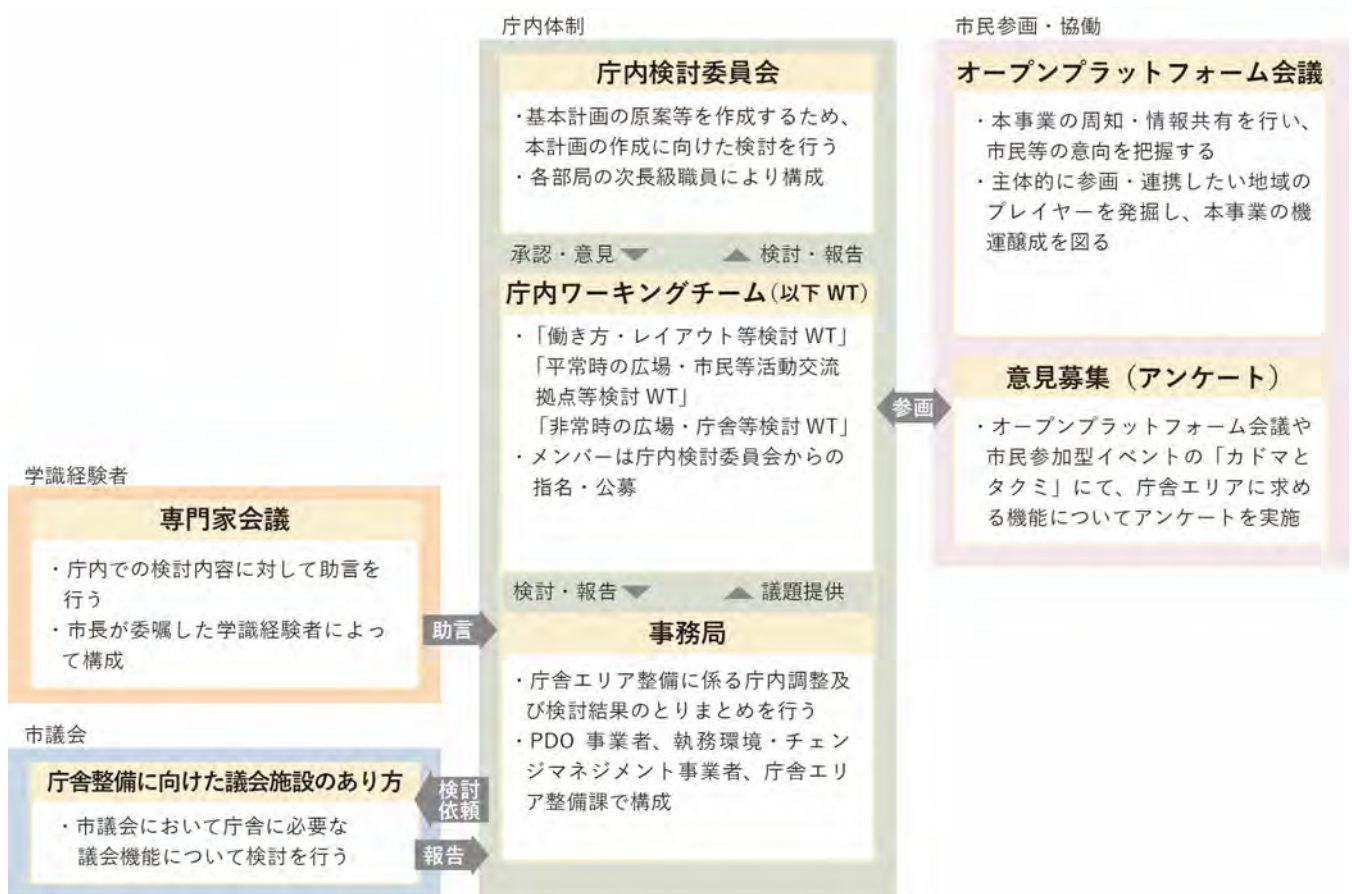 庁内体制
庁内検討委員会
・基本計画の原案等を作成するため、
本計画の作成に向けた検討を行う
・各部局の次長級職員により構成
承認・意見▼ ▲検討・報告
庁内ワーキングチーム(以下 WT)
・「働き方・レイアウト等検討 WT」
「平常時の広場・市民等活動交流
拠点等検討 WT」
「非常時の広場・庁舎等検討 WT」
・メンバーは庁内検討委員会からの
指名・公募
検討・報告▼ ▲議題提供
事務局
・庁舎エリア整備に係る庁内調整及
び検討結果のとりまとめを行う
・PDO 事業者、執務環境・チェン
ジマネジメント事業者、庁舎エリ
ア整備課で構成
市民参画・協働
オープンプラットフォーム会議
・本事業の周知・情報共有を行い、
市民等の意向を把握する
・主体的に参画・連携したい地域の
プレイヤーを発掘し、本事業の機
運醸成を図る
参画
意見募集（アンケート）
・オープンプラットフォーム会議や
市民参加型イベントの「カドマと
タクミ」にて、庁舎エリアに求め
る機能についてアンケートを実施
学識経験者
専門家会議
・庁内での検討内容に対して助言を
行う
・市長が委嘱した学識経験者によっ
て構成
助言
市議会
庁舎整備に向けた議会施設のあり方
・市議会において庁舎に必要な
議会機能について検討を行う
検討
依頼
報告